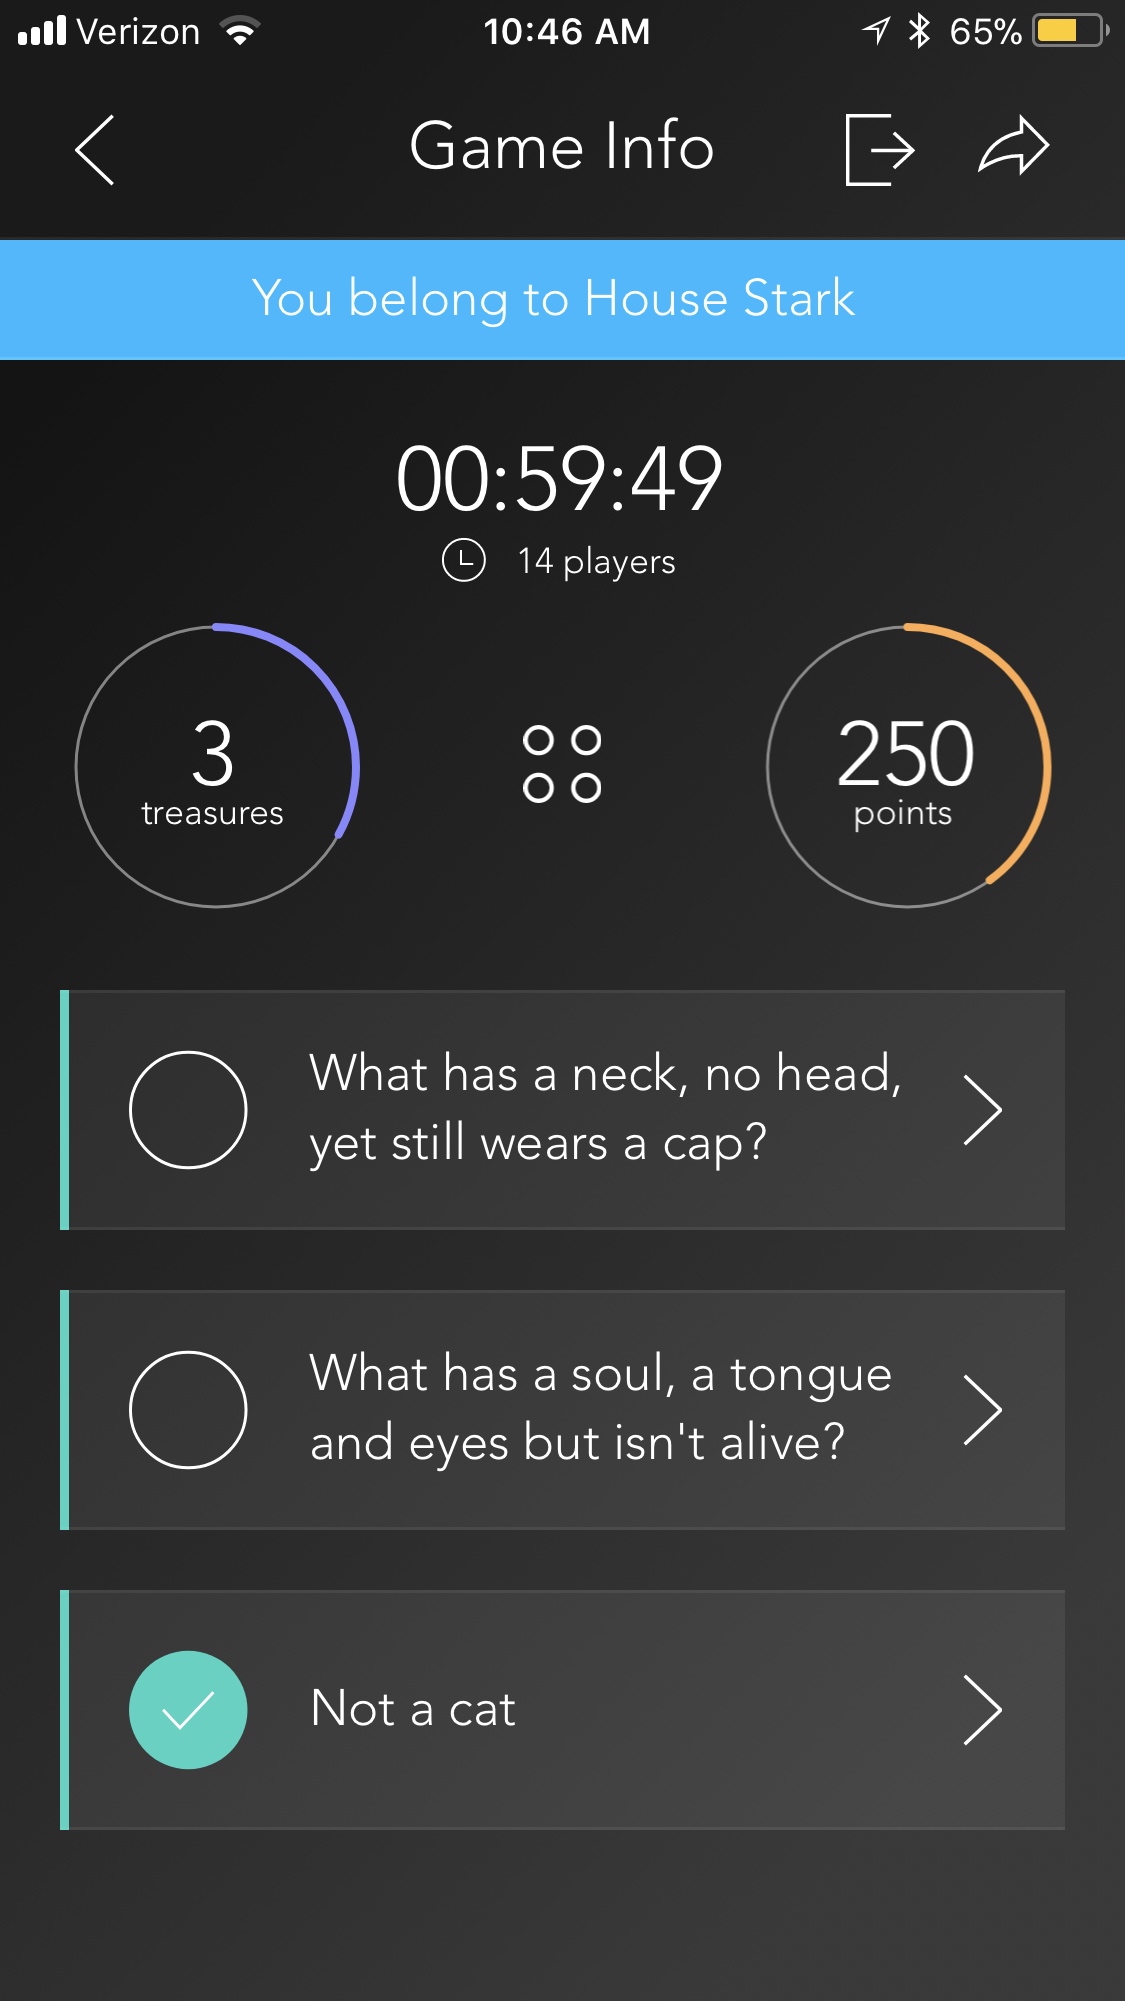 Verizon 10:46 AM 65%
Game Info
You belong to House Stark
00:59:49
14 players
3
treasures
250
points
What has a neck, no head,
yet still wears a cap?
What has a soul, a tongue
and eyes but isn't alive?
Not a cat